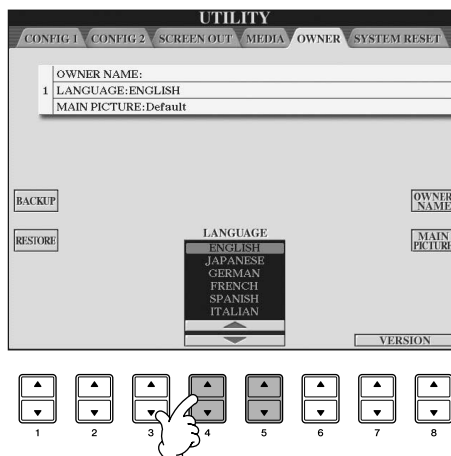 UTILITY
CONFIG 1 CONFIG 2 SCREEN OUT MEDIA OWNER SYSTEM RESET
OWNER NAME:
1 LANGUAGE:ENGLISH
MAIN PICTURE:Default
BACKUP
OWNER NAME
RESTORE
MAIN PICTURE
LANGUAGE
ENGLISH
JAPANESE
GERMAN
FRENCH
SPANISH
ITALIAN
VERSION
1 2 3 4 5 6 7 8